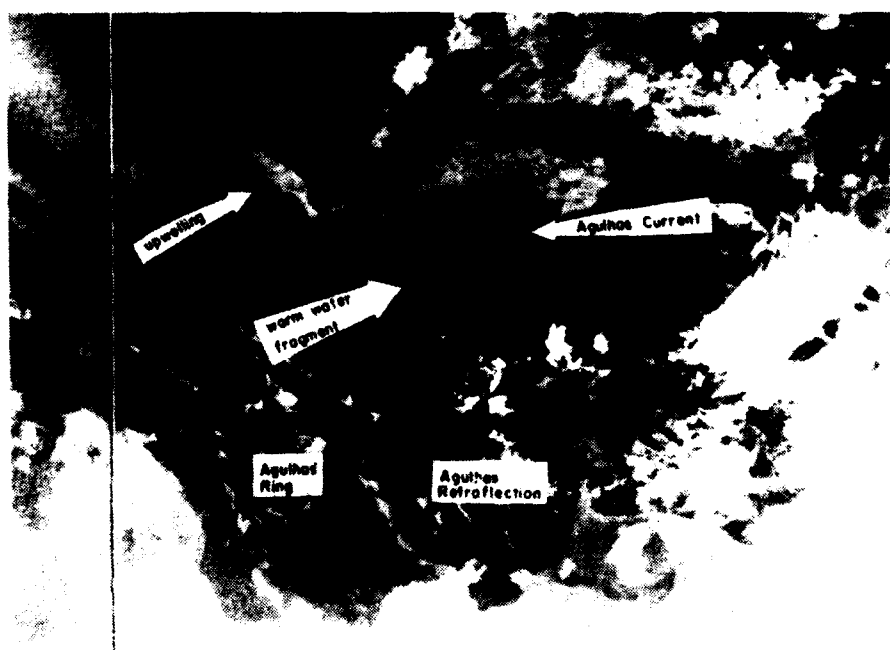 upwelling
Agulhas Current
warm water
fragment
Agulhas
Ring
Agulhas
Retroflection